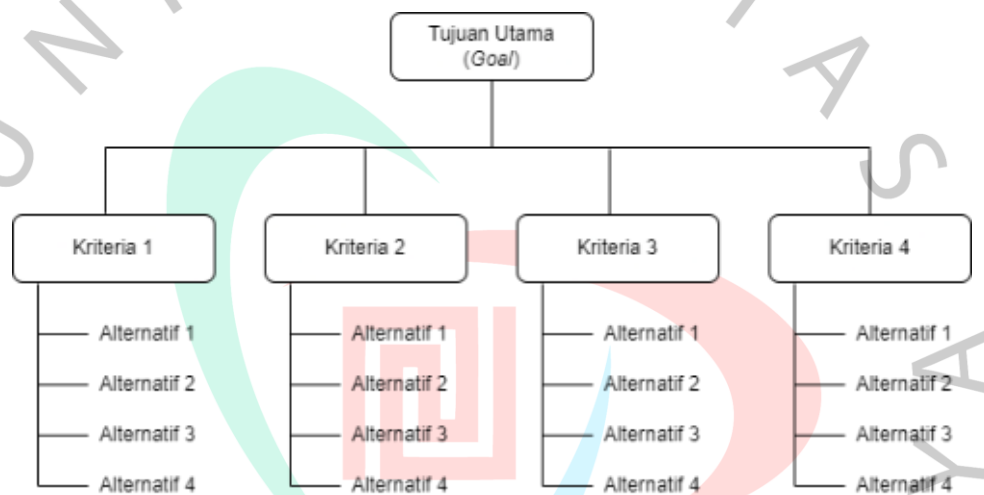 Tujuan Utama
(Goal)
Kriteria 1
Kriteria 2
Kriteria 3
Kriteria 4
Alternatif 1
Alternatif 2
Alternatif 3
Alternatif 4
Alternatif 1
Alternatif 2
Alternatif 3
Alternatif 4
Alternatif 1
Alternatif 2
Alternatif 3
Alternatif 4
Alternatif 1
Alternatif 2
Alternatif 3
Alternatif 4